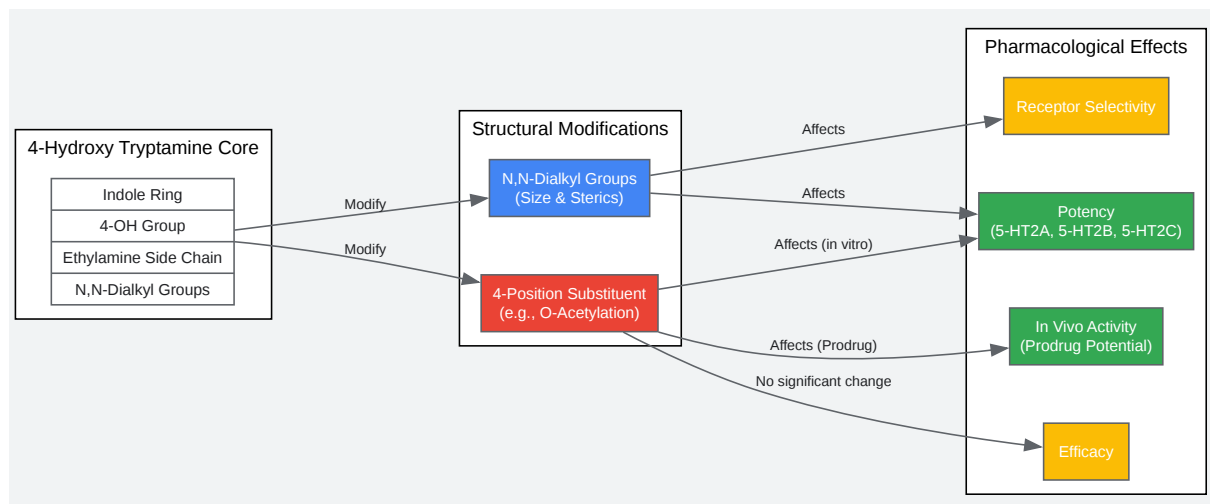 4-Hydroxy Tryptamine Core
Indole Ring
4-OH Group
Ethylamine Side Chain
N,N-Dialkyl Groups
Modify
Modify
Structural Modifications
N,N-Dialkyl Groups
(Size & Sterics)
4-Position Substituent
(e.g., O-Acetylation)
Affects
Affects
Affects (in vitro)
Affects (Prodrug)
No significant change
Pharmacological Effects
Receptor Selectivity
Potency
(5-HT2A, 5-HT2B, 5-HT2C)
In Vivo Activity
(Prodrug Potential)
Efficacy